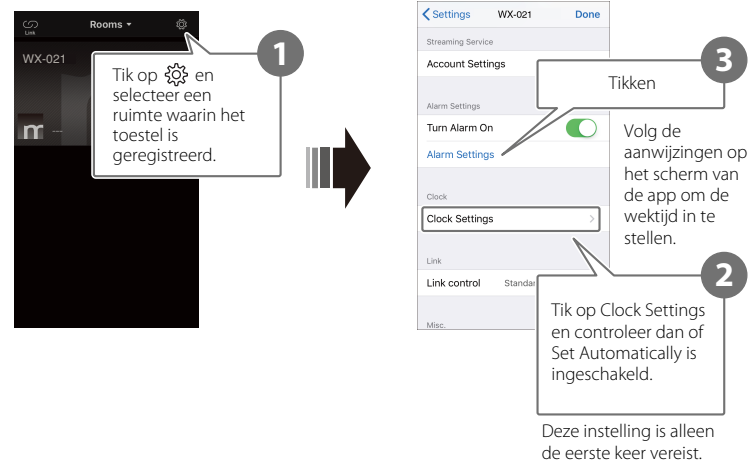 Link
Rooms ▾
WX-021
m ---
1
Tik op ⚙ en
selecteer een
ruimte waarin het
toestel is
geregistreerd.
Settings WX-021 Done
Streaming Service
Account Settings
Alarm Settings
Turn Alarm On
Alarm Settings
Clock
Clock Settings
Link
Link control
Misc.
3
Tikken
Volg de
aanwijzingen op
het scherm van
de app om de
wektijd in te
stellen.
2
Tik op Clock Settings
en controleer dan of
Set Automatically is
ingeschakeld.
Deze instelling is alleen
de eerste keer vereist.